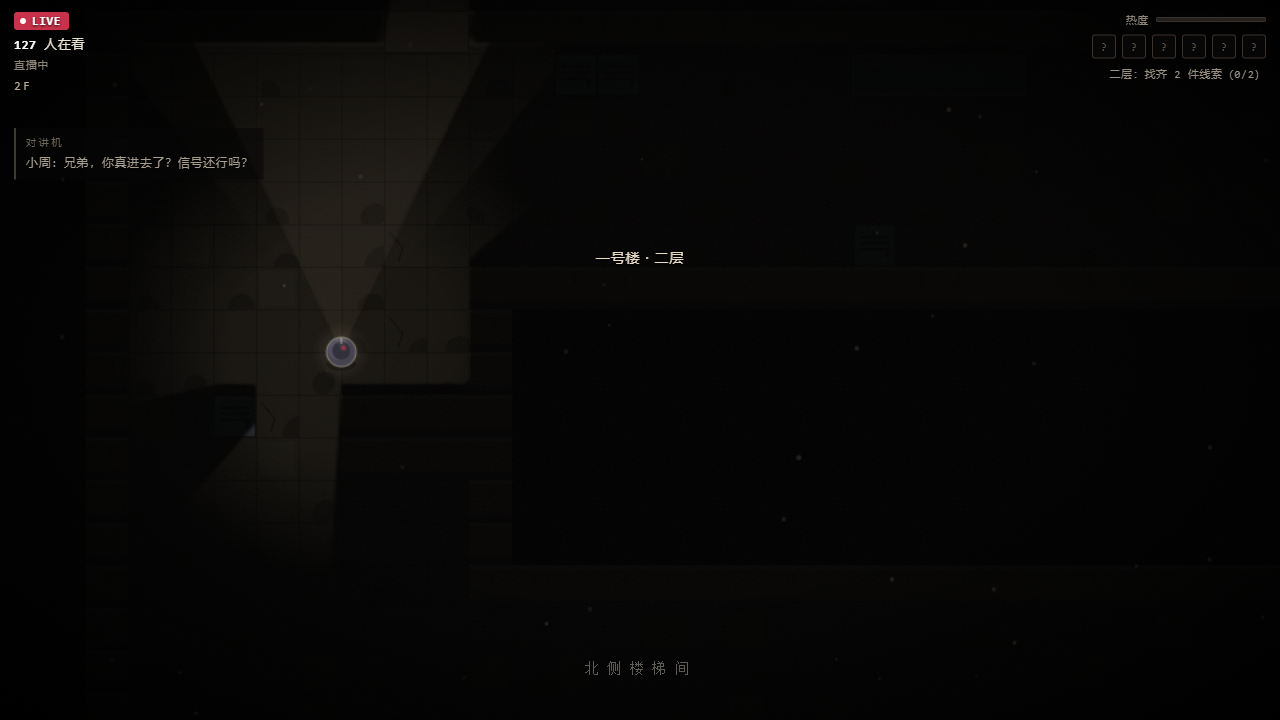 LIVE
127 人在看
直播中
2F
对讲机
小周: 兄弟, 你真进去了? 信号还行吗?
热度
? ? ? ? ? ?
二层: 找齐 2 件线索 (0/2)
一号楼·二层
北侧楼梯间